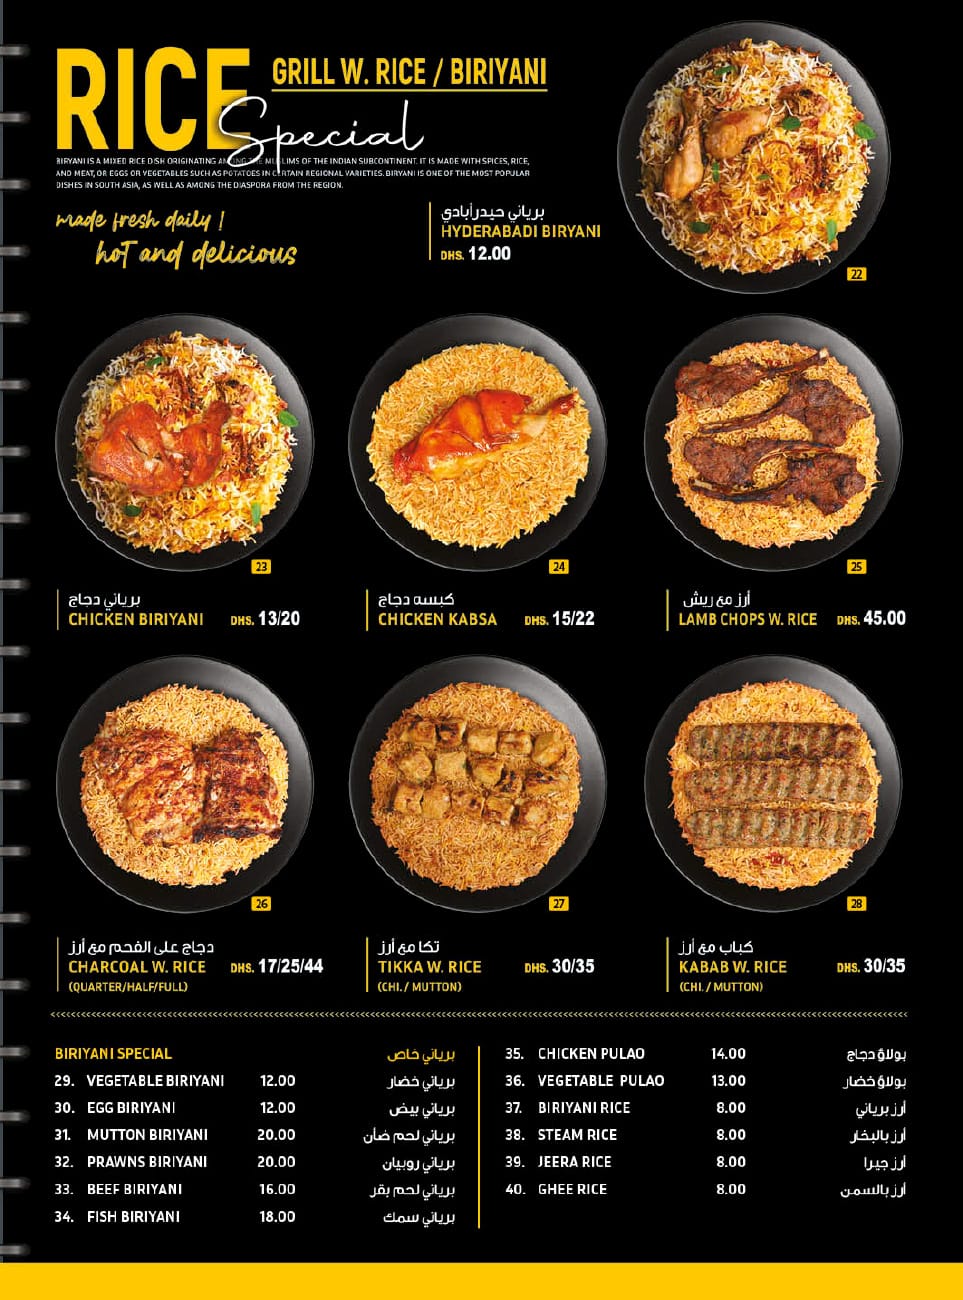 RICE
GRILL W. RICE / BIRIYANI
Special
BIRIYANI IS A MIXED RICE DISH ORIGINATING AMONG THE MUSLIMS OF THE INDIAN SUBCONTINENT. IT IS MADE WITH SPICES, RICE,
AND MEAT, OR EGGS OR VEGETABLES SUCH AS POTATOES IN CERTAIN REGIONAL VARIETIES. BIRYANI IS ONE OF THE MOST POPULAR
DISHES IN SOUTH ASIA, AS WELL AS AMONG THE DIASPORA FROM THE REGION.
made fresh daily !
hot and delicious
برياني حيدرأبادي
HYDERABADI BIRYANI
DHS. 12.00
22
23
24
25
برياني دجاج
CHICKEN BIRIYANI DHS. 13/20
كبسه دجاج
CHICKEN KABSA DHS. 15/22
أرز مع ريش
LAMB CHOPS W. RICE DHS. 45.00
26
27
28
دجاج على الفحم مع أرز
CHARCOAL W. RICE DHS. 17/25/44
(QUARTER/HALF/FULL)
تكا مع أرز
TIKKA W. RICE DHS. 30/35
(CHI. / MUTTON)
كباب مع أرز
KABAB W. RICE DHS. 30/35
(CHI. / MUTTON)
BIRIYANI SPECIAL برياني خاص
29. VEGETABLE BIRIYANI 12.00 برياني خضار
30. EGG BIRIYANI 12.00 برياني بيض
31. MUTTON BIRIYANI 20.00 برياني لحم ضأن
32. PRAWNS BIRIYANI 20.00 برياني روبيان
33. BEEF BIRIYANI 16.00 برياني لحم بقر
34. FISH BIRIYANI 18.00 برياني سمك
35. CHICKEN PULAO 14.00 بولاؤ دجاج
36. VEGETABLE PULAO 13.00 بولاؤ خضار
37. BIRIYANI RICE 8.00 أرز برياني
38. STEAM RICE 8.00 أرز بالبخار
39. JEERA RICE 8.00 أرز جيرا
40. GHEE RICE 8.00 أرز بالسمن